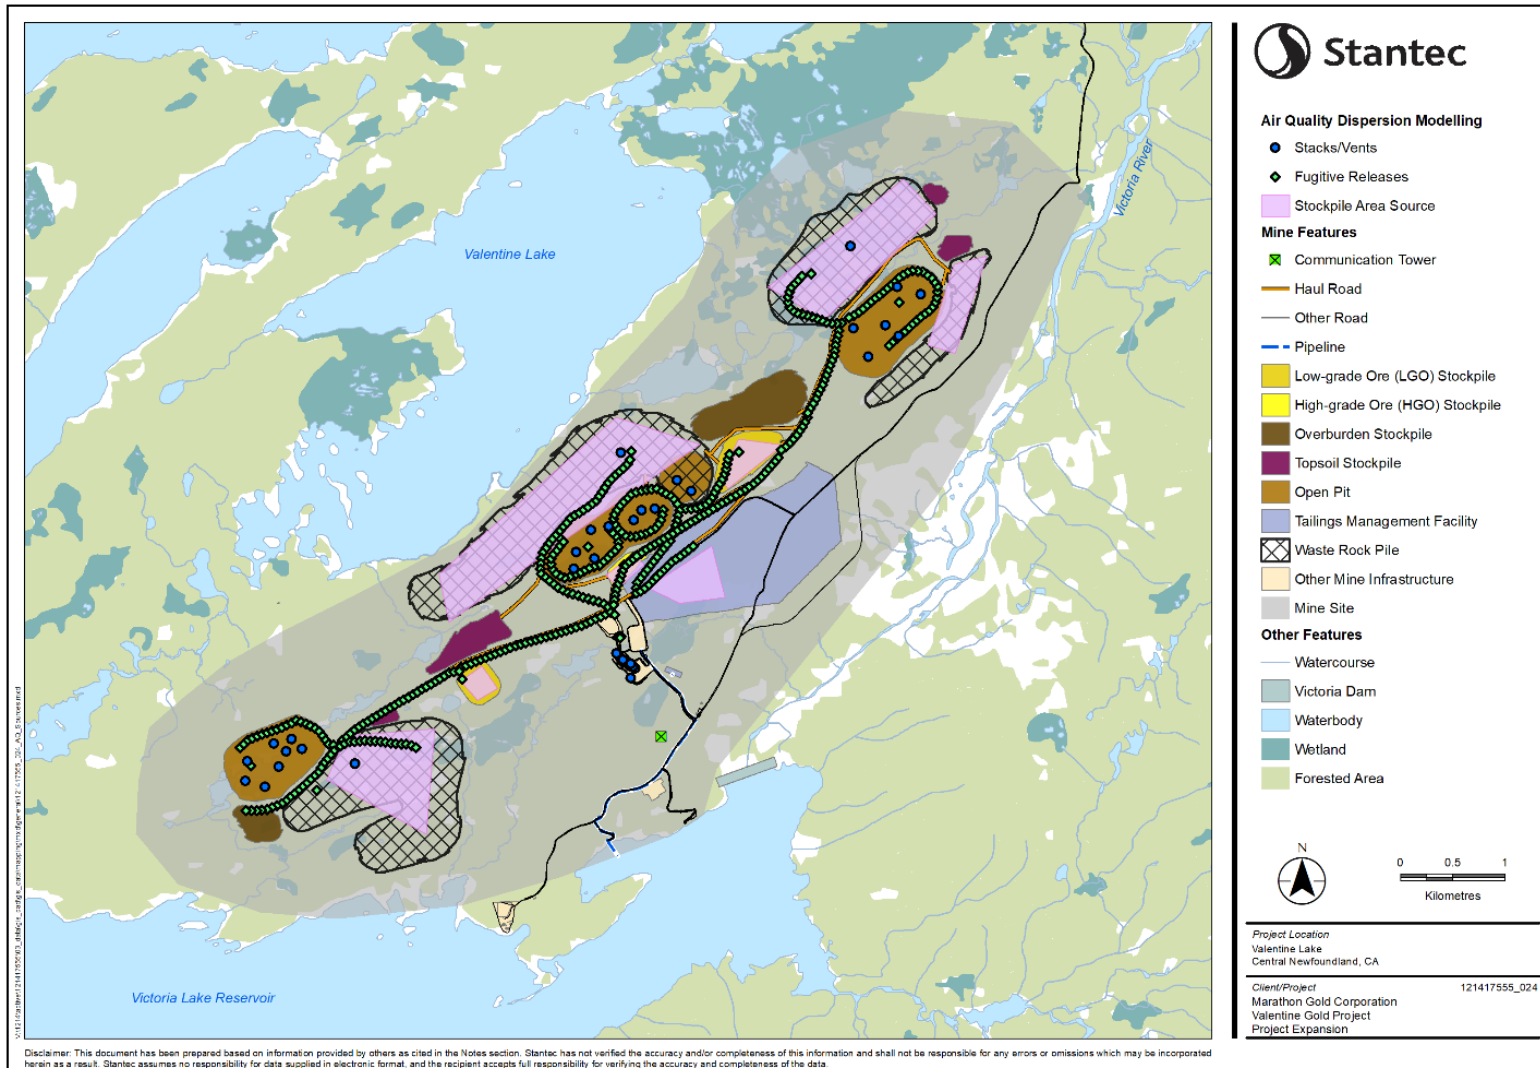 Stantec
Air Quality Dispersion Modelling
Stacks/Vents
Fugitive Releases
Stockpile Area Source
Mine Features
Communication Tower
Haul Road
Other Road
Pipeline
Low-grade Ore (LGO) Stockpile
High-grade Ore (HGO) Stockpile
Overburden Stockpile
Topsoil Stockpile
Open Pit
Tailings Management Facility
Waste Rock Pile
Other Mine Infrastructure
Mine Site
Other Features
Watercourse
Victoria Dam
Waterbody
Wetland
Forested Area
Valentine Lake
Victoria River
Victoria Lake Reservoir
N
0 0.5 1
Kilometres
Project Location
Valentine Lake
Central Newfoundland, CA
Client/Project 121417555_024
Marathon Gold Corporation
Valentine Gold Project
Project Expansion
Disclaimer: This document has been prepared based on information provided by others as cited in the Notes section. Stantec has not verified the accuracy and/or completeness of this information and shall not be responsible for any errors or omissions which may be incorporated
herein as a result. Stantec assumes no responsibility for data supplied in electronic format, and the recipient accepts full responsibility for verifying the accuracy and completeness of the data.